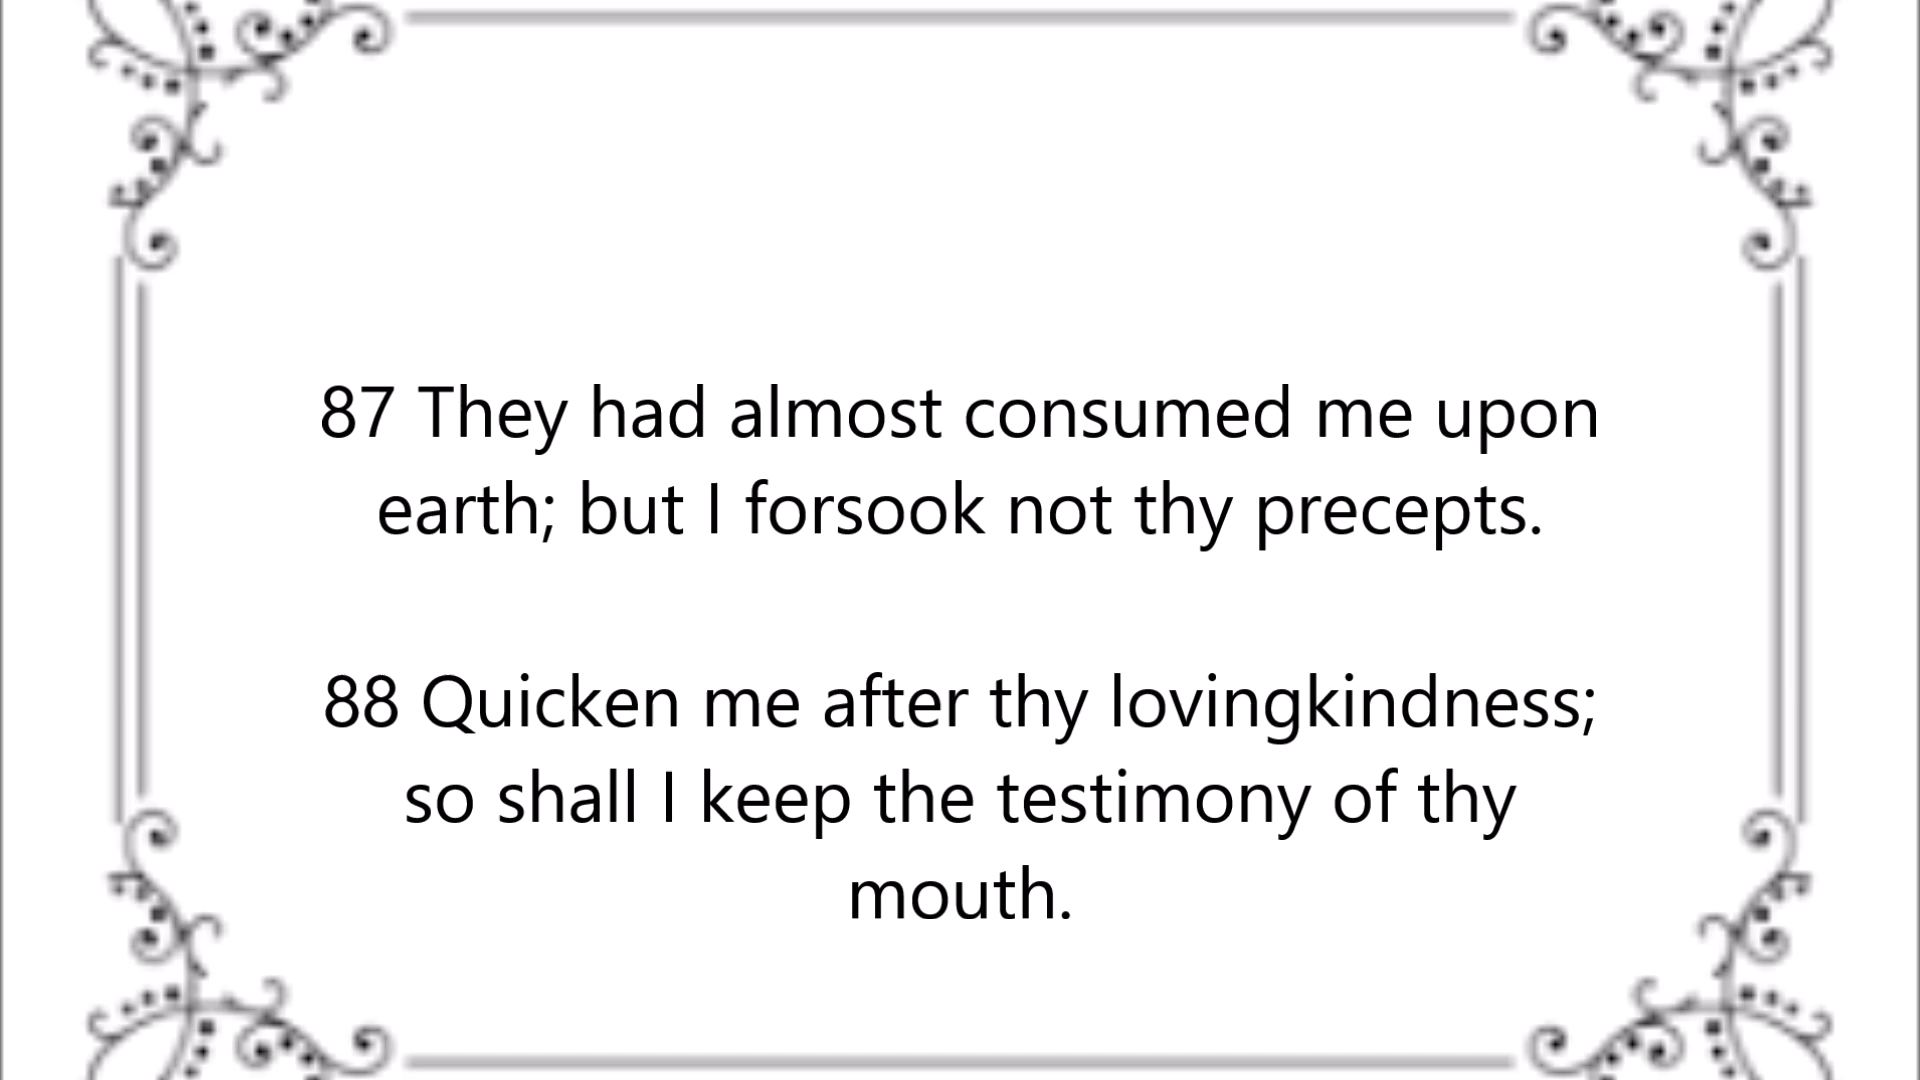 87 They had almost consumed me upon
earth; but I forsook not thy precepts.
88 Quicken me after thy lovingkindness;
so shall I keep the testimony of thy
mouth.